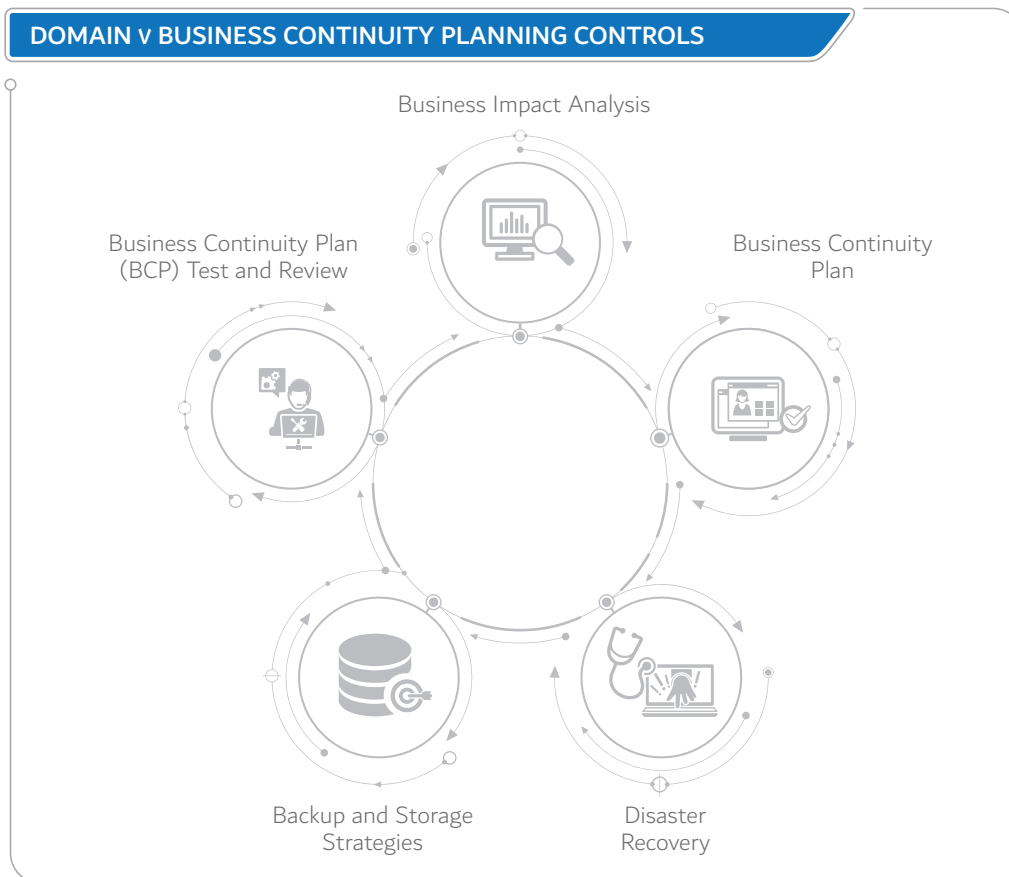 DOMAIN V BUSINESS CONTINUITY PLANNING CONTROLS
Business Impact Analysis
Business Continuity Plan
(BCP) Test and Review
Business Continuity
Plan
Backup and Storage
Strategies
Disaster
Recovery